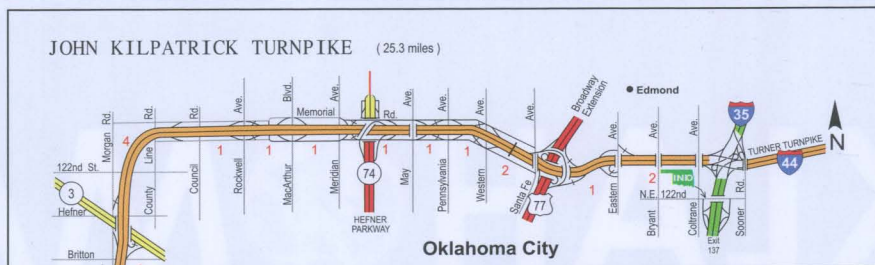 JOHN KILPATRICK TURNPIKE (25.3 miles)
Morgan Rd.
County Line Rd.
Council Rd.
Rockwell Ave.
MacArthur Blvd.
Meridian Ave.
Memorial Rd.
May Ave.
Pennsylvania Ave.
Western Ave.
Santa Fe Ave.
Broadway Extension
Edmond
Eastern Ave.
Bryant Ave.
Coltrane Ave.
Sooner Rd.
35
N
TURNER TURNPIKE
44
4
1
1
1
1
1
1
1
2
1
2
122nd St.
3
Hefner
Britton
74
HEFNER
PARKWAY
77
N.E. 122nd
Exit
137
Oklahoma City